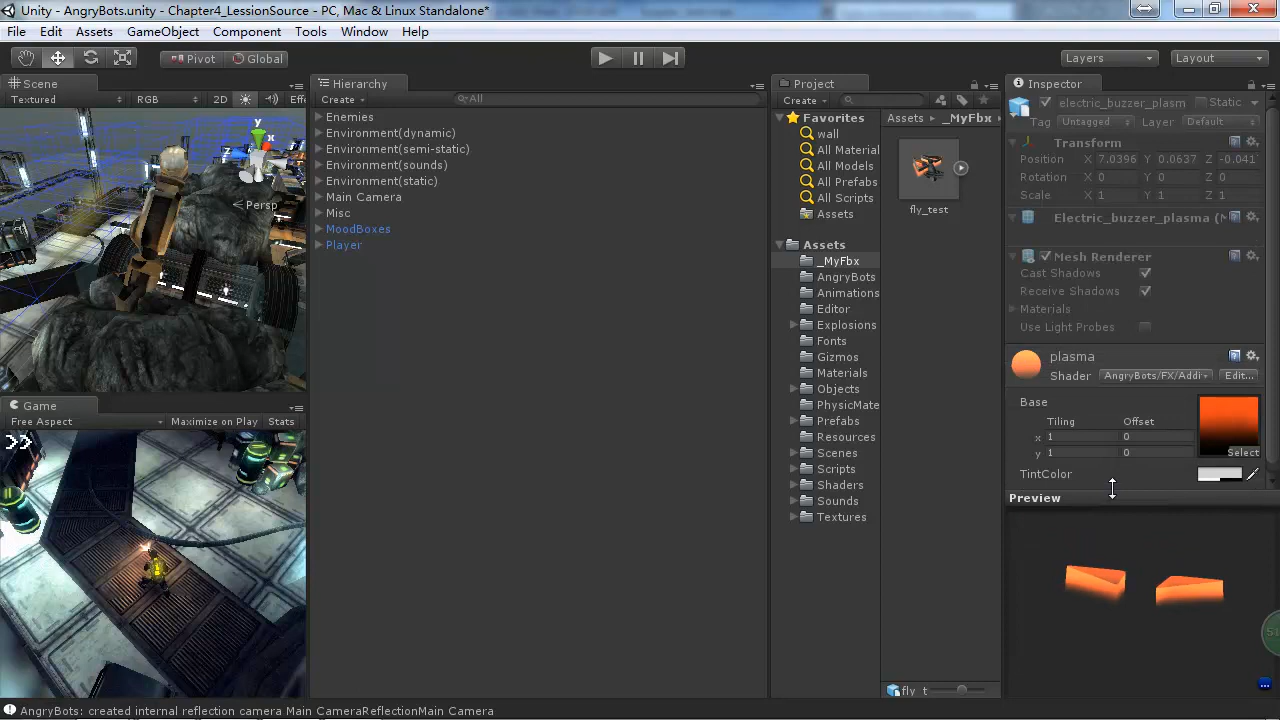 Unity - AngryBots.unity - Chapter4_LessionSource - PC, Mac & Linux Standalone*
File Edit Assets GameObject Component Tools Window Help
Pivot Global Layers Layout
Scene
Textured RGB 2D Effe
y
x
z
Persp
Hierarchy
Create All
Enemies
Environment(dynamic)
Environment(semi-static)
Environment(sounds)
Environment(static)
Main Camera
Misc
MoodBoxes
Player
Game
Free Aspect Maximize on Play Stats
Project
Create
Favorites
wall
All Material
All Models
All Prefabs
All Scripts
Assets
Assets
_MyFbx
AngryBots
Animations
Editor
Explosions
Fonts
Gizmos
Materials
Objects
PhysicMate
Prefabs
Resources
Scenes
Scripts
Shaders
Sounds
Textures
Assets _MyFbx
fly_test
fly_t
Inspector
electric_buzzer_plasm Static
Tag Untagged Layer Default
Transform
Position X 7.0396 Y 0.0637 Z -0.041
Rotation X 0 Y 0 Z 0
Scale X 1 Y 1 Z 1
Electric_buzzer_plasma (M
Mesh Renderer
Cast Shadows
Receive Shadows
Materials
Use Light Probes
plasma
Shader AngryBots/FX/Addi Edit...
Base
Tiling Offset
x 1 0
y 1 0
Select
TintColor
Preview
AngryBots: created internal reflection camera Main CameraReflectionMain Camera